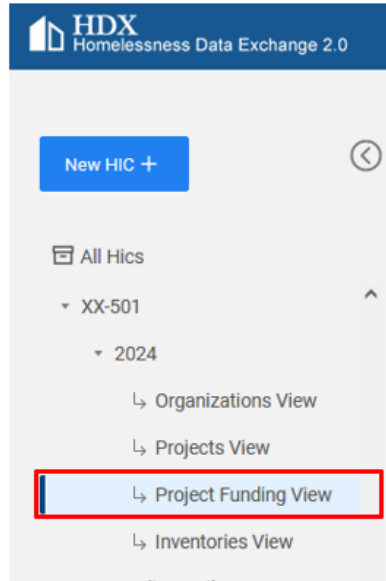 HDX
Homelessness Data Exchange 2.0
New HIC +
All Hics
XX-501
2024
↳ Organizations View
↳ Projects View
↳ Project Funding View
↳ Inventories View